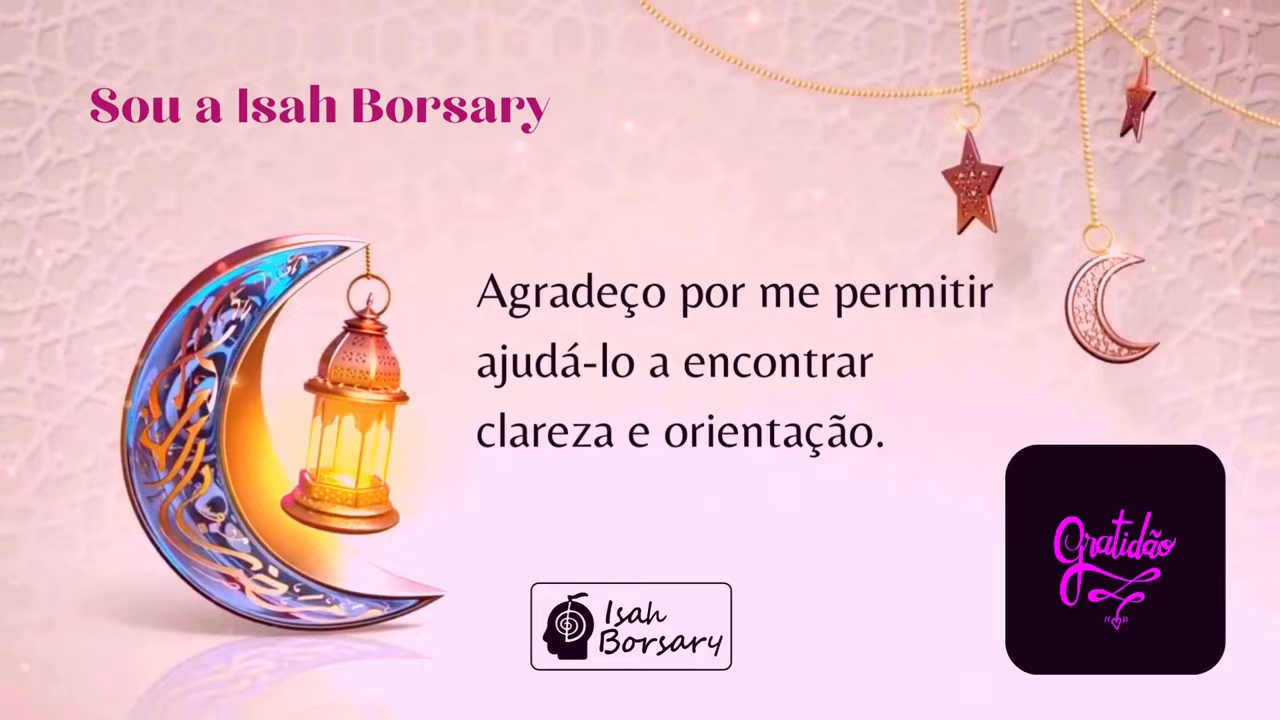 Sou a Isah Borsary
Agradeço por me permitir
ajudá-lo a encontrar
clareza e orientação.
Gratidão
Isah
Borsary